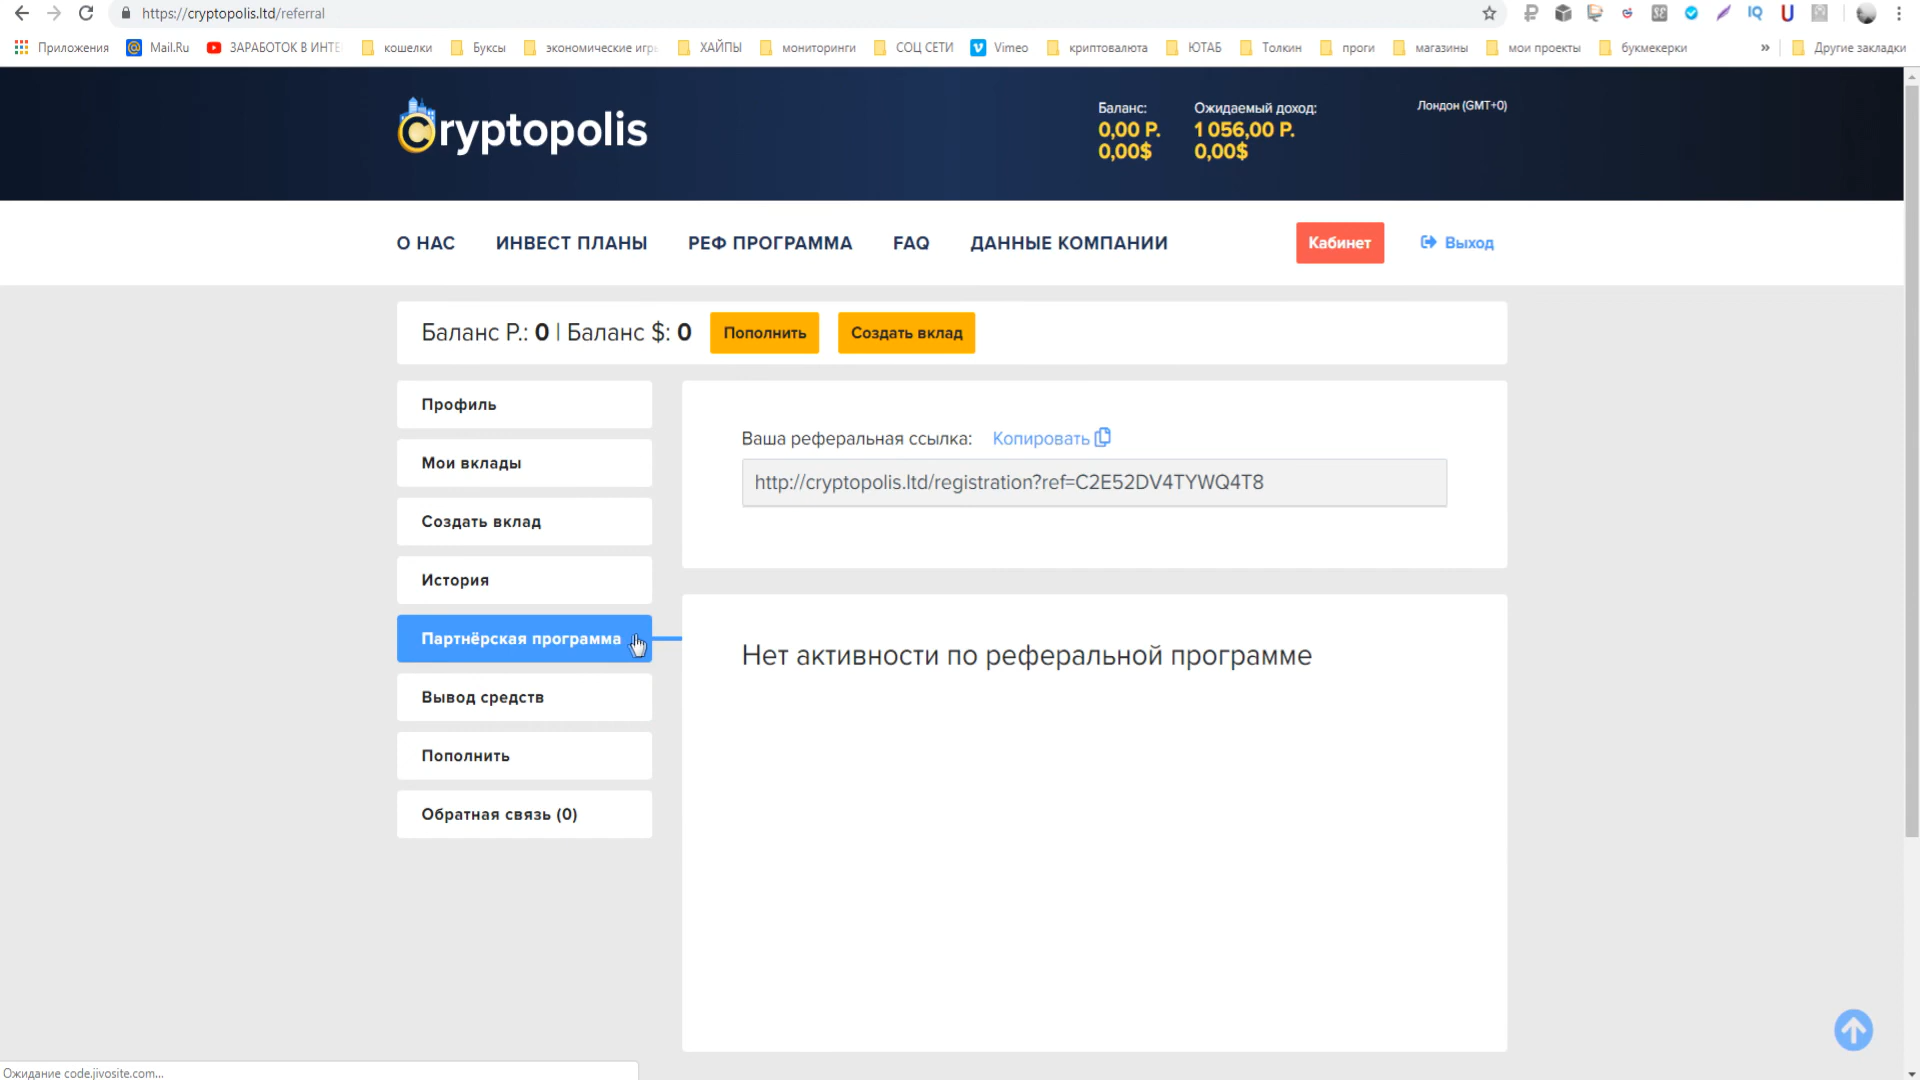 https://cryptopolis.ltd/referral
Приложения Mail.Ru ЗАРАБОТОК В ИНТЕ кошелки Буксы экономические игры ХАЙПЫ мониторинги СОЦ СЕТИ Vimeo криптовалюта ЮТАБ Толкин проги магазины мои проекты букмекерки » Другие закладки
Cryptopolis
Баланс: Ожидаемый доход: Лондон (GMT+0)
0,00 Р. 1 056,00 Р.
0,00$ 0,00$
О НАС ИНВЕСТ ПЛАНЫ РЕФ ПРОГРАММА FAQ ДАННЫЕ КОМПАНИИ Кабинет Выход
Баланс Р.: 0 | Баланс $: 0 Пополнить Создать вклад
Профиль
Мои вклады
Создать вклад
История
Партнёрская программа
Вывод средств
Пополнить
Обратная связь (0)
Ваша реферальная ссылка: Копировать
http://cryptopolis.ltd/registration?ref=C2E52DV4TYWQ4T8
Нет активности по реферальной программе
Ожидание code.jivosite.com...